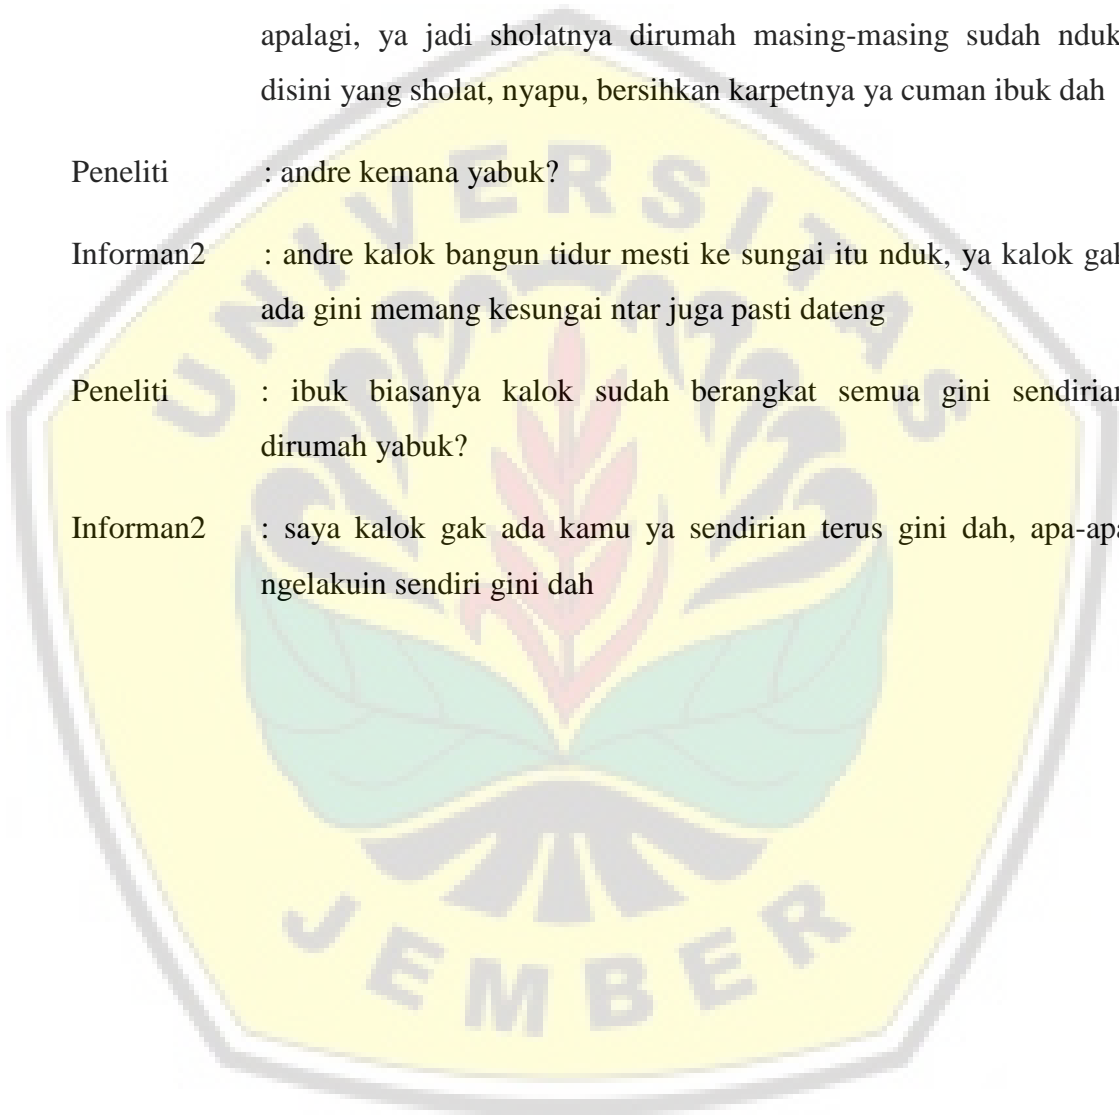 apalagi, ya jadi sholatnya dirumah masing-masing sudah nduk
disini yang sholat, nyapu, bersihkan karpetnya ya cuman ibuk dah
Peneliti : andre kemana yabuk?
Informan2 : andre kalok bangun tidur mesti ke sungai itu nduk, ya kalok gak
ada gini memang kesungai ntar juga pasti dateng
Peneliti : ibuk biasanya kalok sudah berangkat semua gini sendirian
dirumah yabuk?
Informan2 : saya kalok gak ada kamu ya sendirian terus gini dah, apa-apa
ngelakuin sendiri gini dah
UNIVERSITAS
JEMBER